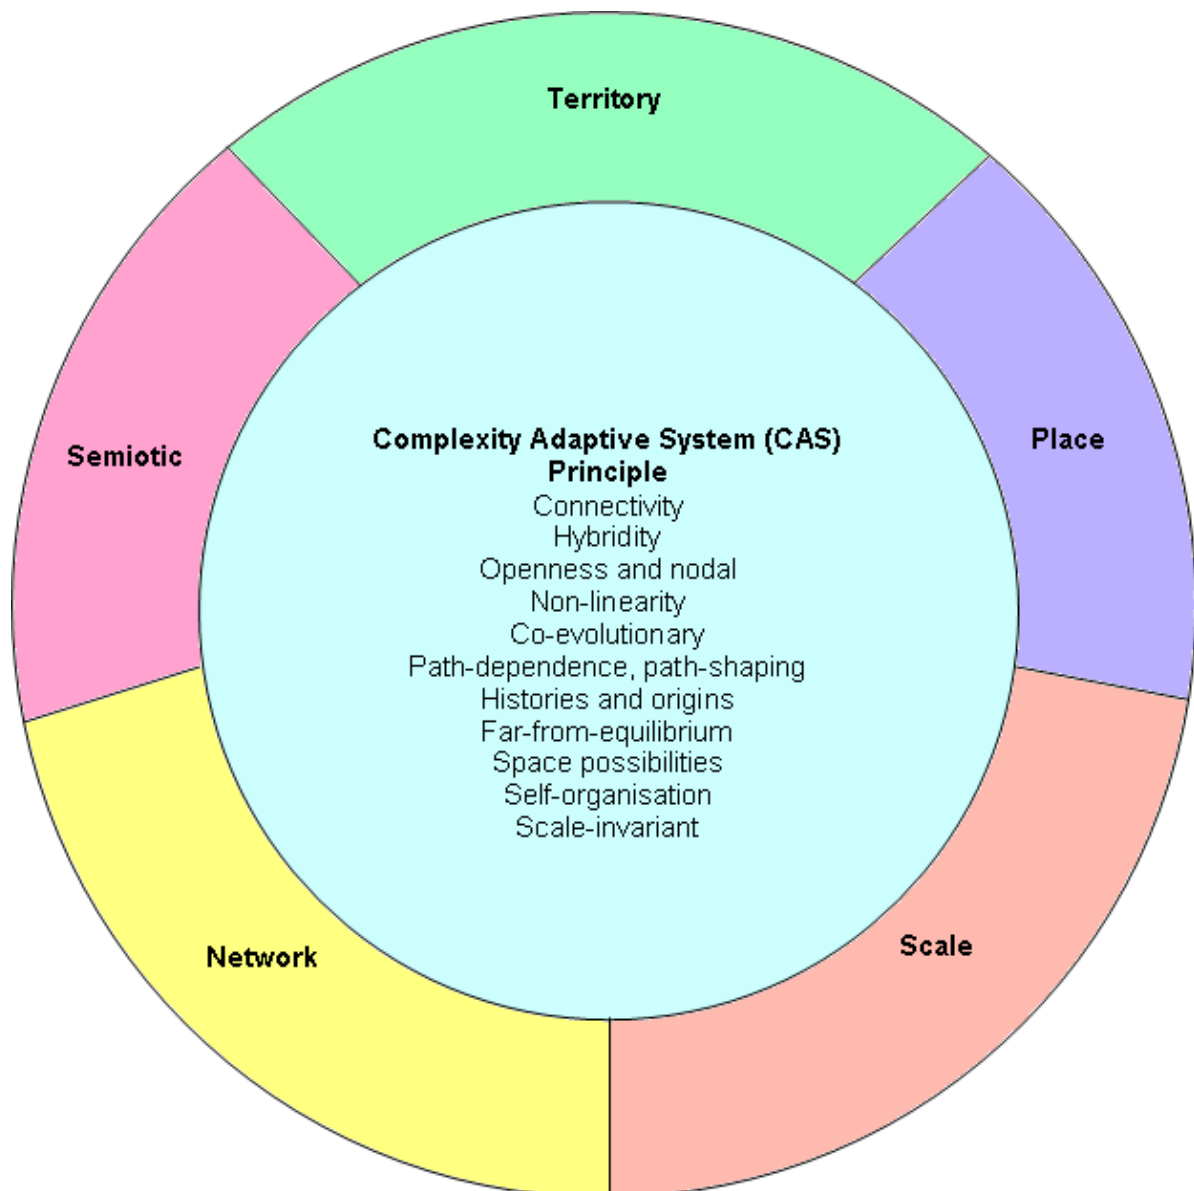 Territory
Place
Semiotic
Complexity Adaptive System (CAS)
Principle
Connectivity
Hybridity
Openness and nodal
Non-linearity
Co-evolutionary
Path-dependence, path-shaping
Histories and origins
Far-from-equilibrium
Space possibilities
Self-organisation
Scale-invariant
Scale
Network